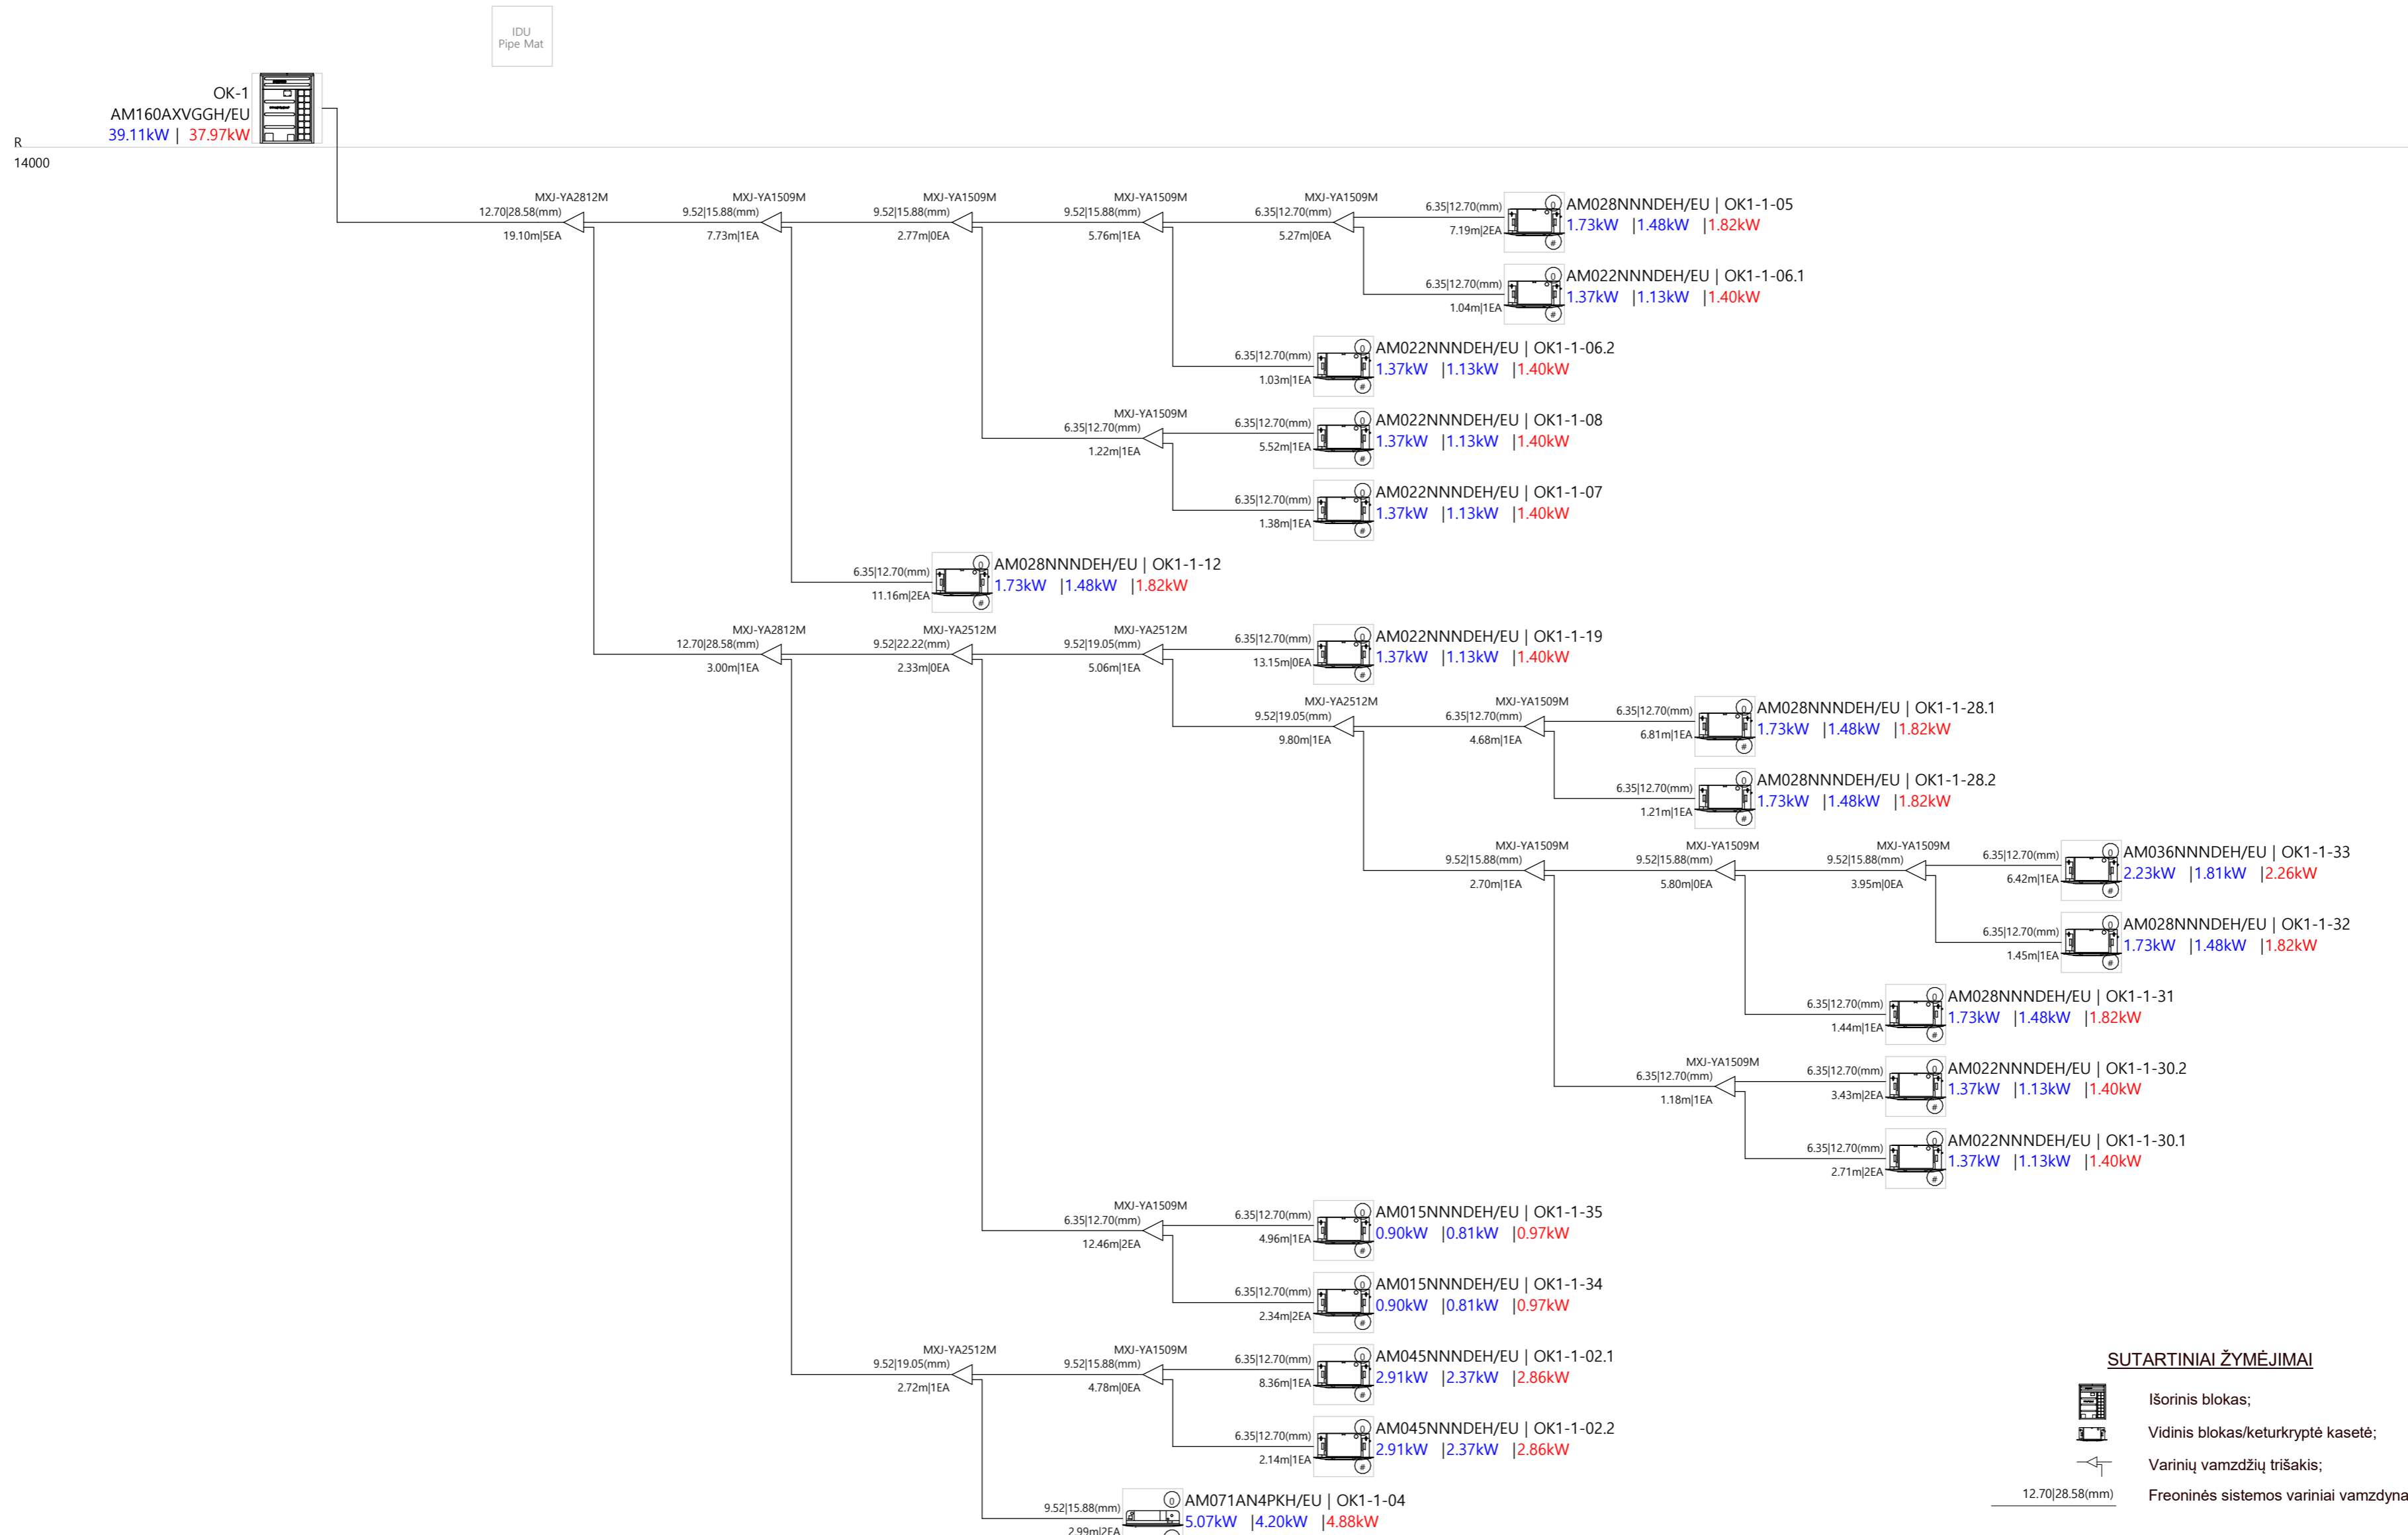 IDU
Pipe Mat
OK-1
AM160AXVGGH/EU
39.11kW | 37.97kW
R
14000
MXJ-YA2812M
12.70|28.58(mm)
19.10m|5EA
MXJ-YA1509M
9.52|15.88(mm)
7.73m|1EA
MXJ-YA1509M
9.52|15.88(mm)
2.77m|0EA
MXJ-YA1509M
9.52|15.88(mm)
5.76m|1EA
MXJ-YA1509M
6.35|12.70(mm)
5.27m|0EA
6.35|12.70(mm)
7.19m|2EA
0
#
AM028NNNDEH/EU | OK1-1-05
1.73kW |1.48kW |1.82kW
6.35|12.70(mm)
1.04m|1EA
0
#
AM022NNNDEH/EU | OK1-1-06.1
1.37kW |1.13kW |1.40kW
6.35|12.70(mm)
1.03m|1EA
0
#
AM022NNNDEH/EU | OK1-1-06.2
1.37kW |1.13kW |1.40kW
MXJ-YA1509M
6.35|12.70(mm)
1.22m|1EA
6.35|12.70(mm)
5.52m|1EA
0
#
AM022NNNDEH/EU | OK1-1-08
1.37kW |1.13kW |1.40kW
6.35|12.70(mm)
1.38m|1EA
0
#
AM022NNNDEH/EU | OK1-1-07
1.37kW |1.13kW |1.40kW
6.35|12.70(mm)
11.16m|2EA
0
#
AM028NNNDEH/EU | OK1-1-12
1.73kW |1.48kW |1.82kW
MXJ-YA2812M
12.70|28.58(mm)
3.00m|1EA
MXJ-YA2512M
9.52|22.22(mm)
2.33m|0EA
MXJ-YA2512M
9.52|19.05(mm)
5.06m|1EA
6.35|12.70(mm)
13.15m|0EA
0
#
AM022NNNDEH/EU | OK1-1-19
1.37kW |1.13kW |1.40kW
MXJ-YA2512M
9.52|19.05(mm)
9.80m|1EA
MXJ-YA1509M
6.35|12.70(mm)
4.68m|1EA
6.35|12.70(mm)
6.81m|1EA
0
#
AM028NNNDEH/EU | OK1-1-28.1
1.73kW |1.48kW |1.82kW
6.35|12.70(mm)
1.21m|1EA
0
#
AM028NNNDEH/EU | OK1-1-28.2
1.73kW |1.48kW |1.82kW
MXJ-YA1509M
9.52|15.88(mm)
2.70m|1EA
MXJ-YA1509M
9.52|15.88(mm)
5.80m|0EA
MXJ-YA1509M
9.52|15.88(mm)
3.95m|0EA
6.35|12.70(mm)
6.42m|1EA
0
#
AM036NNNDEH/EU | OK1-1-33
2.23kW |1.81kW |2.26kW
6.35|12.70(mm)
1.45m|1EA
0
#
AM028NNNDEH/EU | OK1-1-32
1.73kW |1.48kW |1.82kW
6.35|12.70(mm)
1.44m|1EA
0
#
AM028NNNDEH/EU | OK1-1-31
1.73kW |1.48kW |1.82kW
MXJ-YA1509M
6.35|12.70(mm)
1.18m|1EA
6.35|12.70(mm)
3.43m|2EA
0
#
AM022NNNDEH/EU | OK1-1-30.2
1.37kW |1.13kW |1.40kW
6.35|12.70(mm)
2.71m|2EA
0
#
AM022NNNDEH/EU | OK1-1-30.1
1.37kW |1.13kW |1.40kW
MXJ-YA1509M
6.35|12.70(mm)
12.46m|2EA
6.35|12.70(mm)
4.96m|1EA
0
#
AM015NNNDEH/EU | OK1-1-35
0.90kW |0.81kW |0.97kW
6.35|12.70(mm)
2.34m|2EA
0
#
AM015NNNDEH/EU | OK1-1-34
0.90kW |0.81kW |0.97kW
MXJ-YA2512M
9.52|19.05(mm)
2.72m|1EA
MXJ-YA1509M
9.52|15.88(mm)
4.78m|0EA
6.35|12.70(mm)
8.36m|1EA
0
#
AM045NNNDEH/EU | OK1-1-02.1
2.91kW |2.37kW |2.86kW
6.35|12.70(mm)
2.14m|1EA
0
#
AM045NNNDEH/EU | OK1-1-02.2
2.91kW |2.37kW |2.86kW
9.52|15.88(mm)
2.99m|2EA
0
AM071AN4PKH/EU | OK1-1-04
5.07kW |4.20kW |4.88kW
SUTARTINIAI ŽYMĖJIMAI
Išorinis blokas;
Vidinis blokas/keturkryptė kasetė;
Varinių vamzdžių trišakis;
12.70|28.58(mm)
Freoninės sistemos variniai vamzdyna